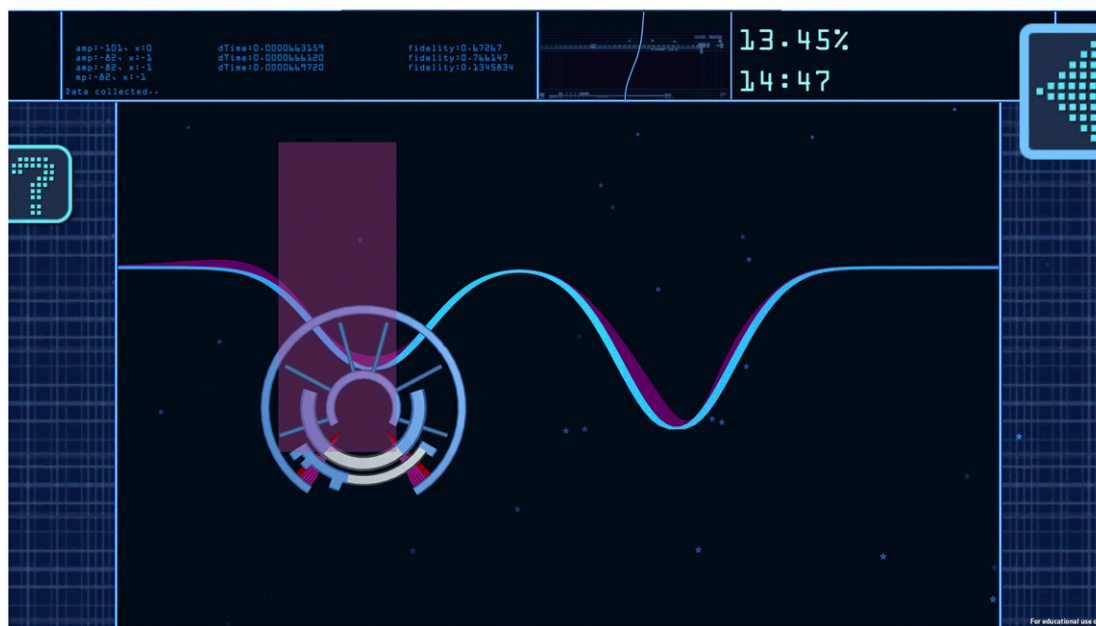 amp:-101, x:0 dTime:0.0000663159 fidelity:0.67267
amp:-82, x:-1 dTime:0.0000666120 fidelity:0.766147
amp:-82, x:-1 dTime:0.0000669720 fidelity:0.1345834
mp:-82, x:-1
Data collected..
13.45%
14:47
?
For educational use o